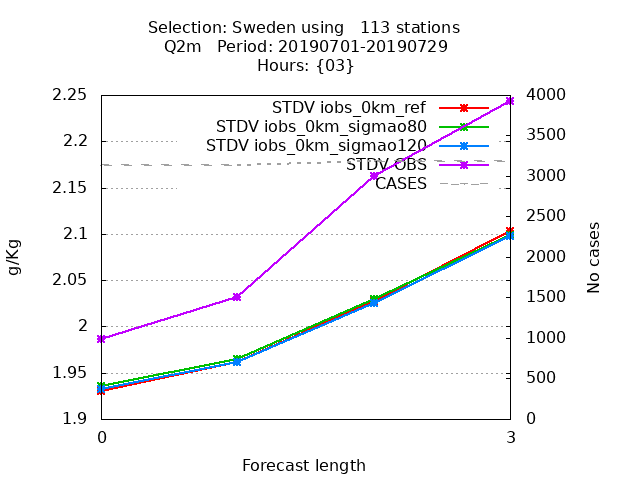 Selection: Sweden using   113 stations
Q2m   Period: 20190701-20190729
Hours: {03}
2.25
2.2
2.15
2.1
2.05
2
1.95
1.9
4000
3500
3000
2500
2000
1500
1000
500
0
STDV iobs_0km_ref
STDV iobs_0km_sigmao80
STDV iobs_0km_sigmao120
STDV OBS
CASES
g/Kg
No cases
0
3
Forecast length